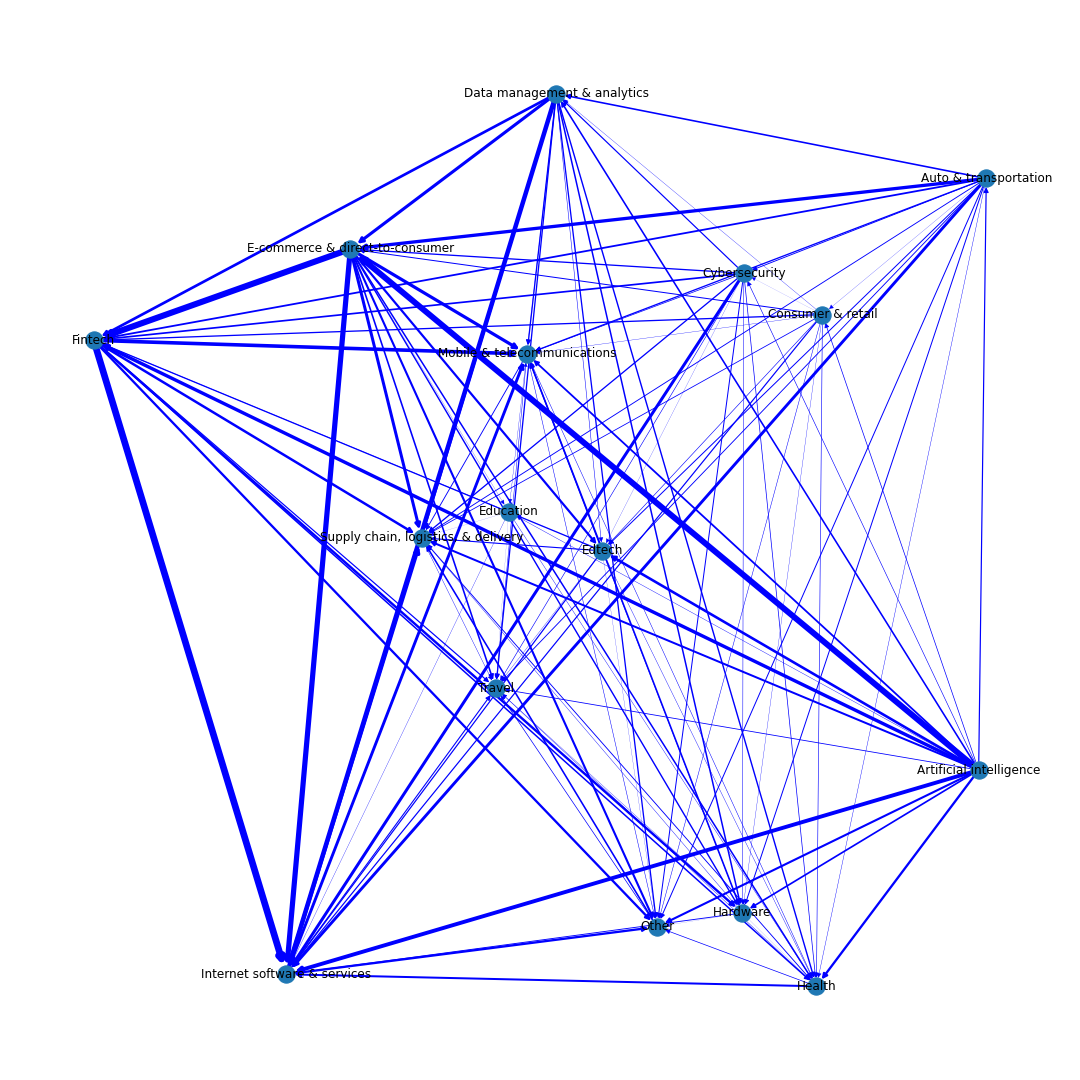 Data management & analytics
Auto & transportation
E-commerce & direct-to-consumer
Cybersecurity
Consumer & retail
Fintech
Mobile & telecommunications
Education
Supply chain, logistics, & delivery
Edtech
Travel
Artificial intelligence
Hardware
Other
Internet software & services
Health